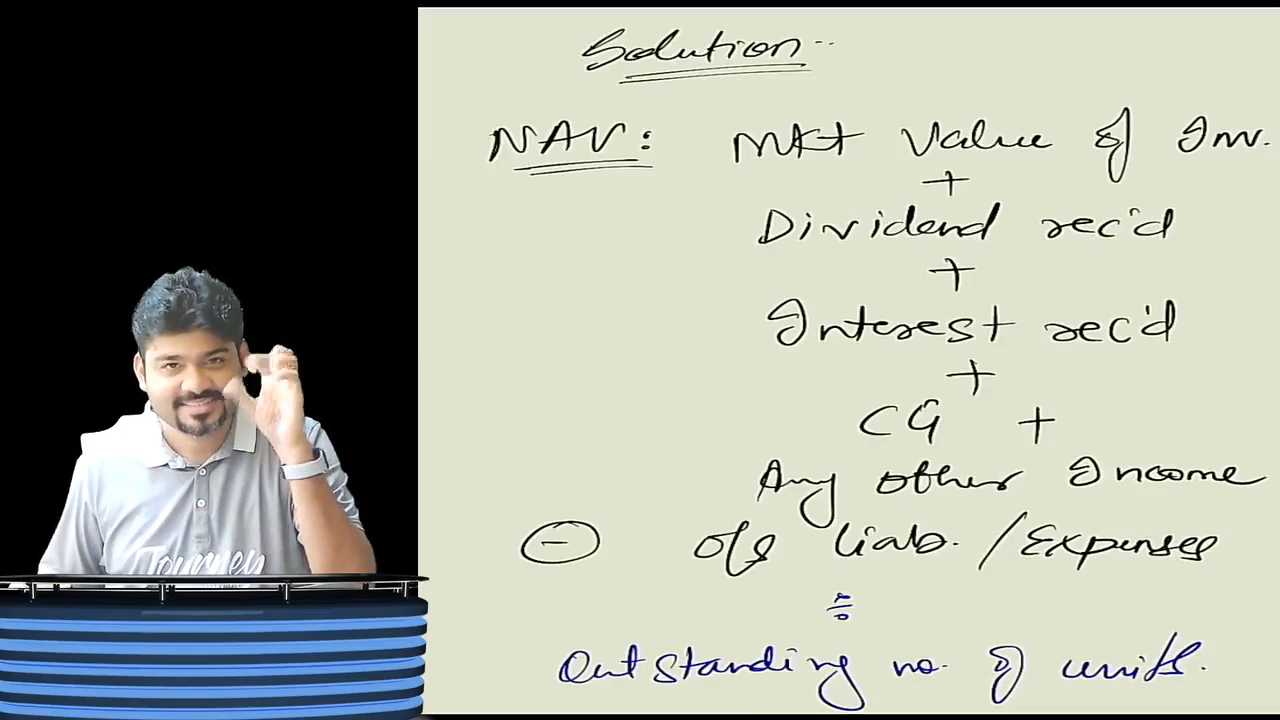 Solution..
NAV: Mkt Value of Inv.
+
Dividend rec'd
+
Interest rec'd
+
CG +
Any other Income
- o/s liab. / Expenses
÷
Outstanding no. of units.
Journey